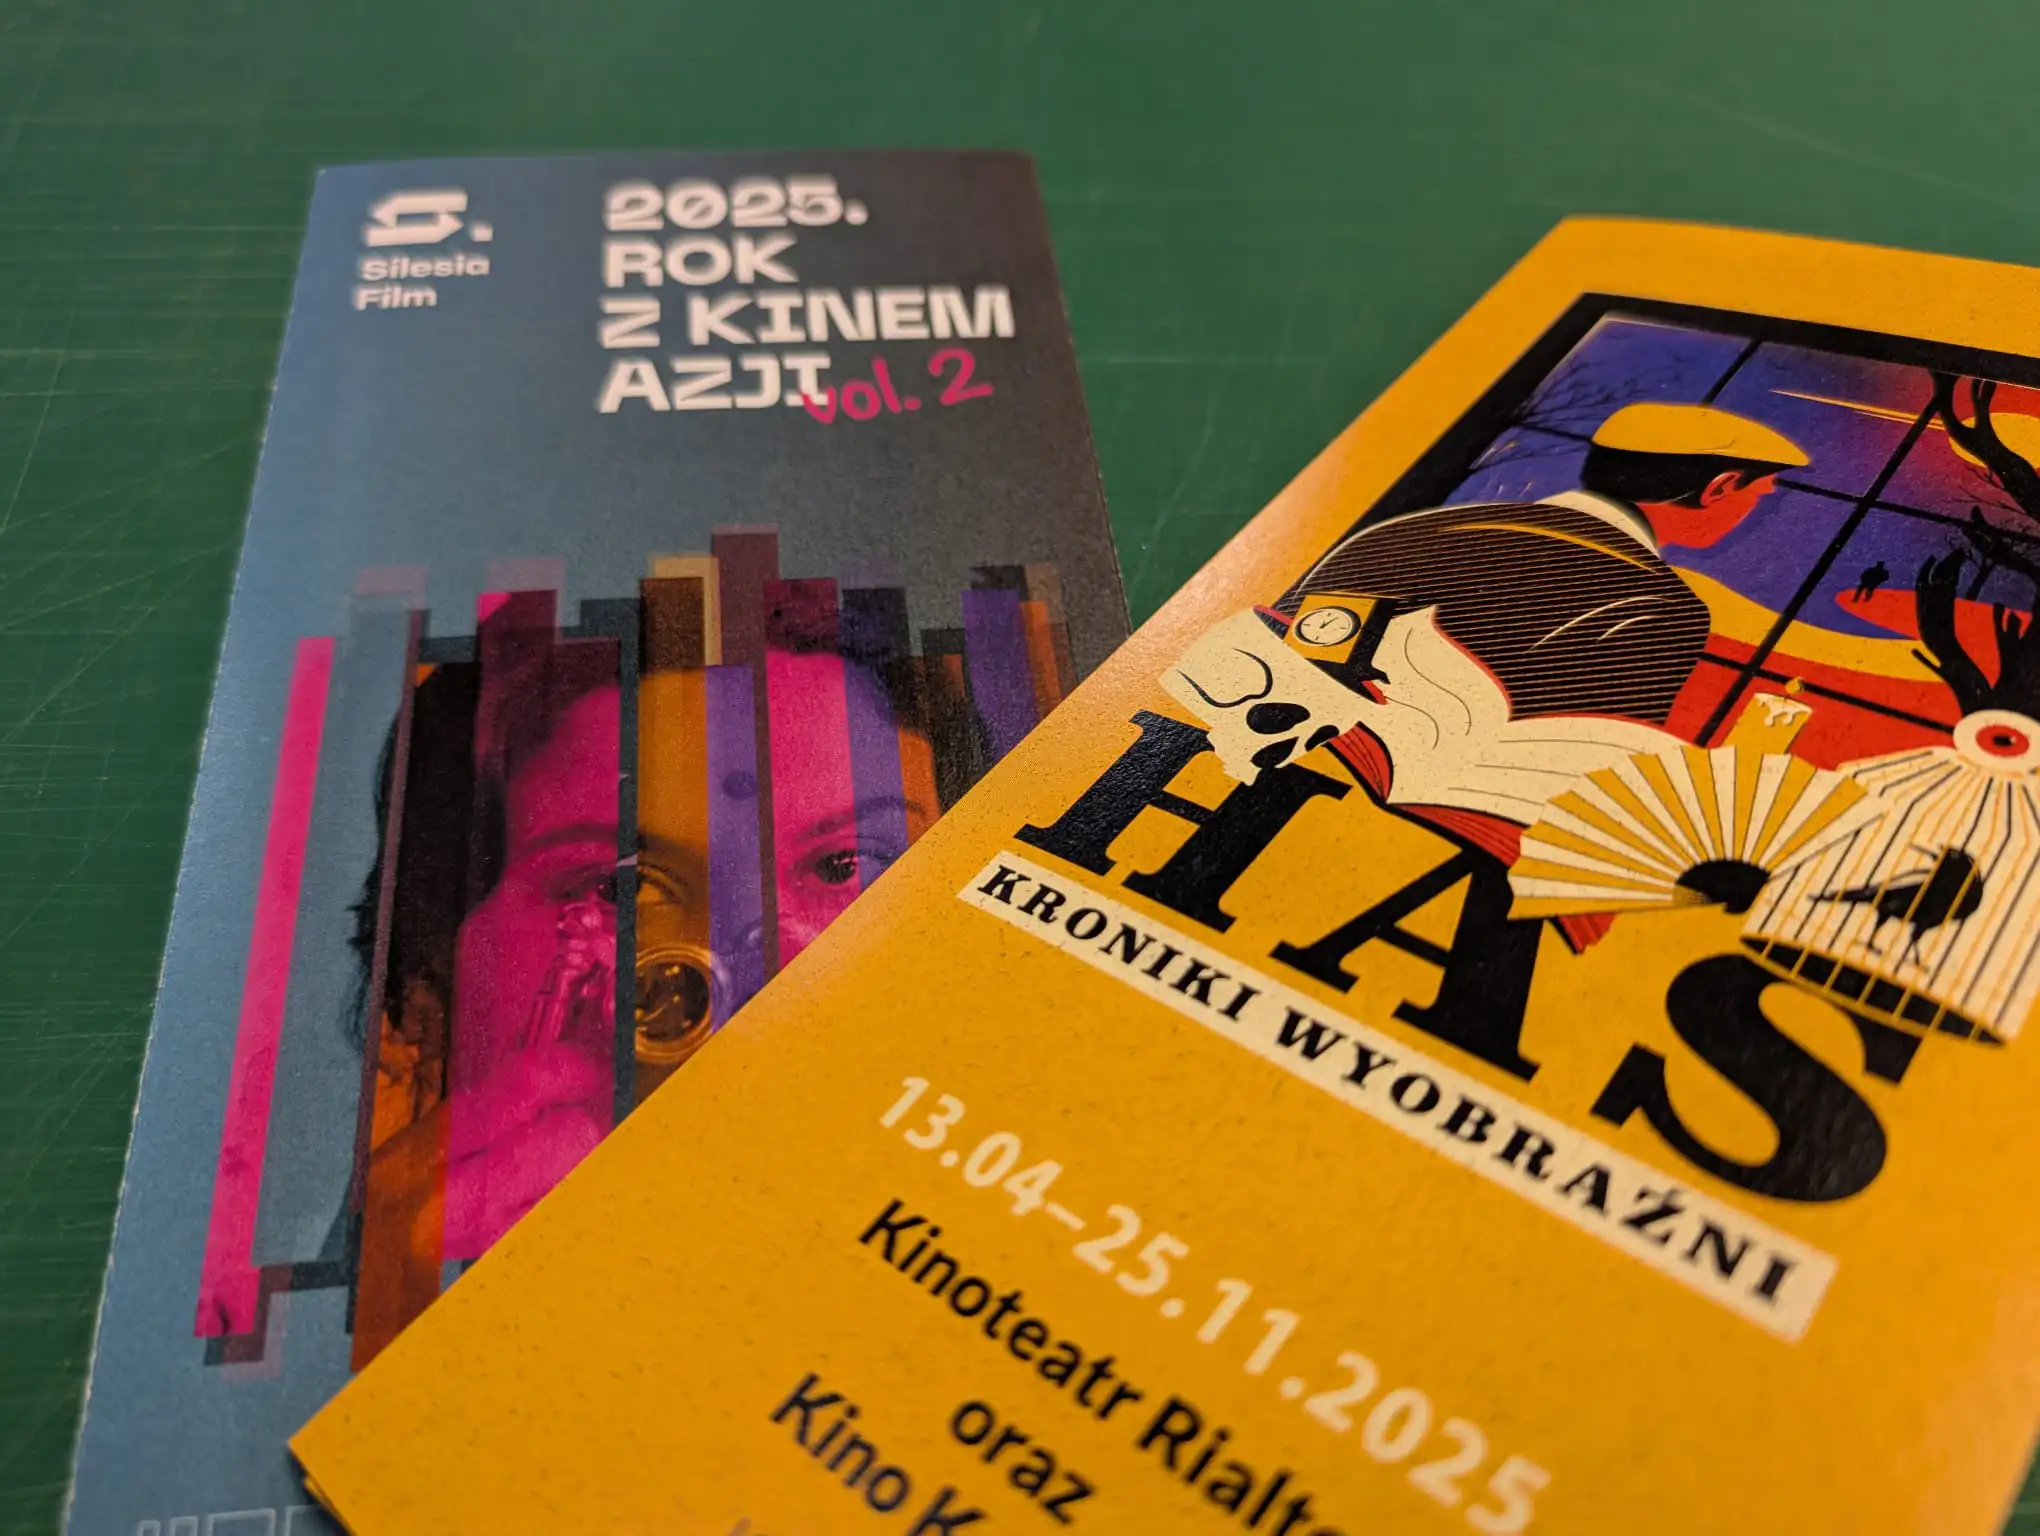 S.
Silesia
Film
2025.
ROK
Z KINEM
AZJI
vol. 2
HAS
KRONIKI WYOBRAŹNI
13.04–25.11.2025
Kinoteatr Rialto
oraz
Kino